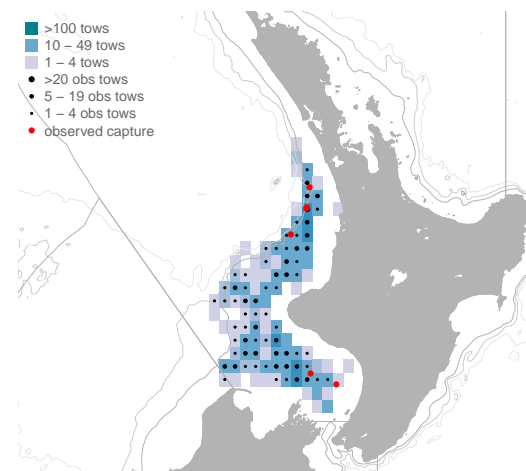 >100 tows
10 – 49 tows
1 – 4 tows
>20 obs tows
5 – 19 obs tows
1 – 4 obs tows
observed capture